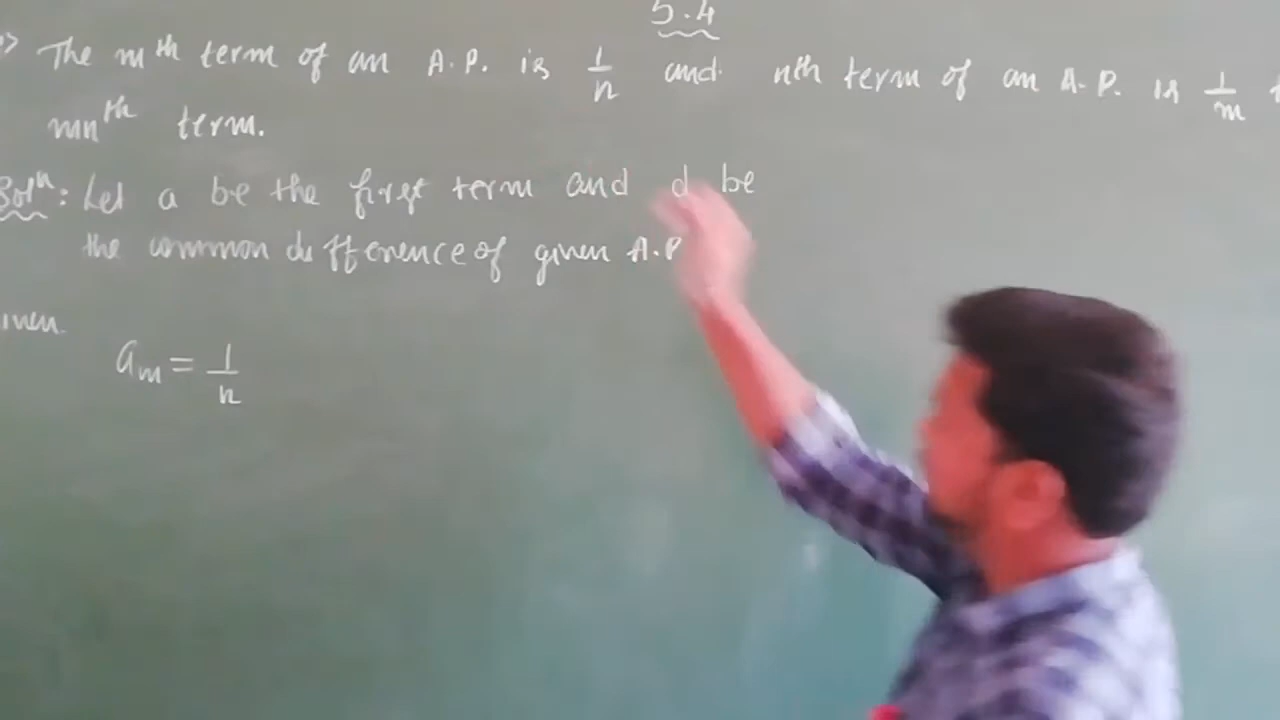 5.4
The mth term of an A.P. is 1/n and nth term of an A.P. is 1/m
mnth term.
Soln: Let a be the first term and d be
the common difference of given A.P
am = 1/n